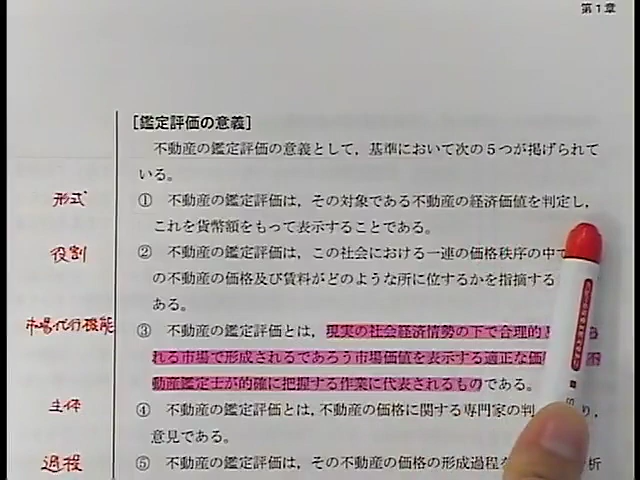 第1章
[鑑定評価の意義]
不動産の鑑定評価の意義として，基準において次の5つが掲げられて
いる。
形式 ① 不動産の鑑定評価は，その対象である不動産の経済価値を判定し，
これを貨幣額をもって表示することである。
役割 ② 不動産の鑑定評価は，この社会における一連の価格秩序の中で
の不動産の価格及び賃料がどのような所に位するかを指摘する
ある。
市場代行機能 ③ 不動産の鑑定評価とは，現実の社会経済情勢の下で合理的
れる市場で形成されるであろう市場価値を表示する適正な価 不
動産鑑定士が的確に把握する作業に代表されるものである。
主体 ④ 不動産の鑑定評価とは，不動産の価格に関する専門家の判 り，
意見である。
過程 ⑤ 不動産の鑑定評価は，その不動産の価格の形成過程を 析